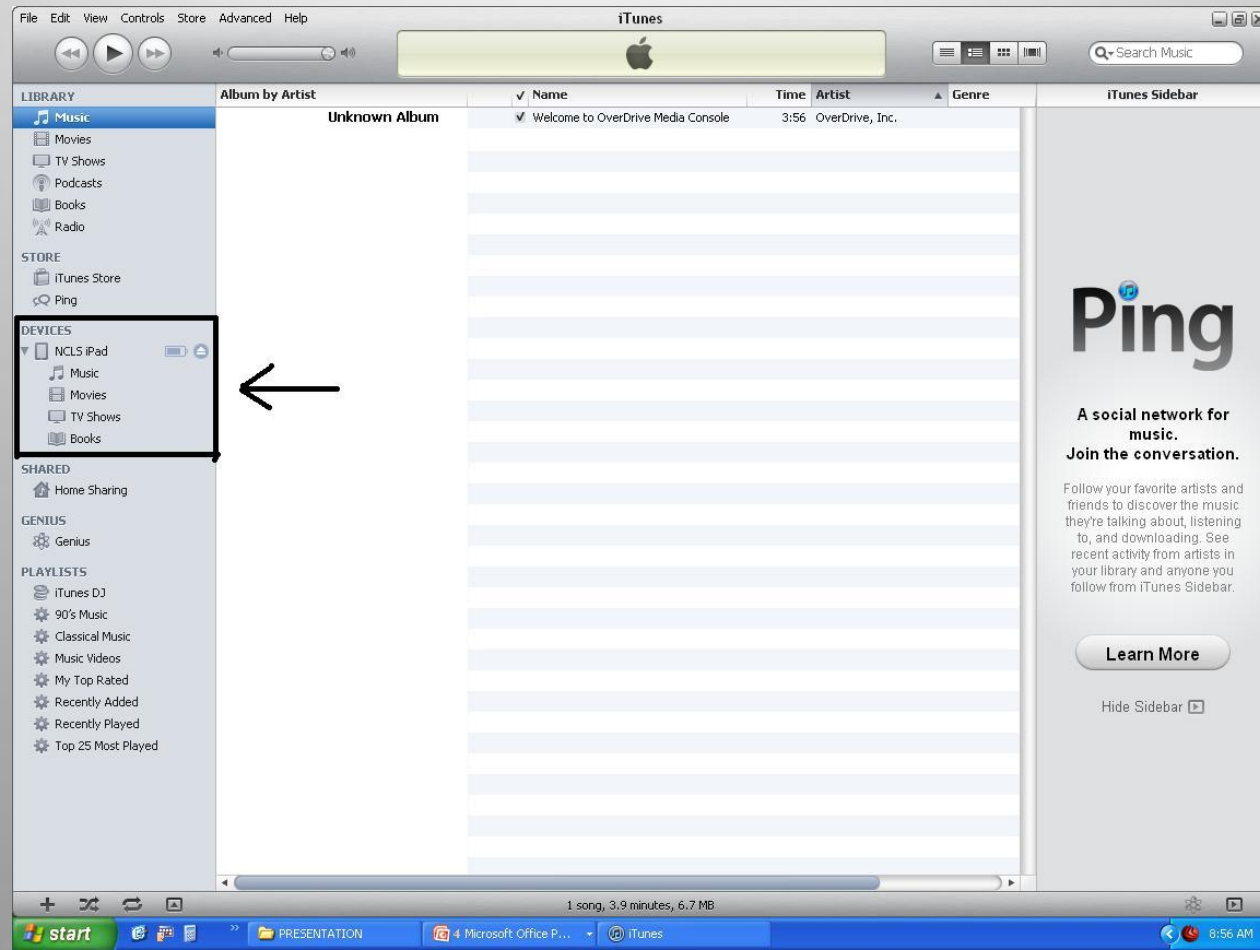 File Edit View Controls Store Advanced Help
iTunes
Search Music
LIBRARY
Music
Movies
TV Shows
Podcasts
Books
Radio
STORE
iTunes Store
Ping
DEVICES
NCLS iPad
Music
Movies
TV Shows
Books
SHARED
Home Sharing
GENIUS
Genius
PLAYLISTS
iTunes DJ
90's Music
Classical Music
Music Videos
My Top Rated
Recently Added
Recently Played
Top 25 Most Played
Album by Artist ✓ Name Time Artist Genre
Unknown Album ✓ Welcome to OverDrive Media Console 3:56 OverDrive, Inc.
iTunes Sidebar
Ping
A social network for
music.
Join the conversation.
Follow your favorite artists and
friends to discover the music
they're talking about, listening
to, and downloading. See
recent activity from artists in
your library and anyone you
follow from iTunes Sidebar.
Learn More
Hide Sidebar
1 song, 3.9 minutes, 6.7 MB
start PRESENTATION 4 Microsoft Office P... iTunes 8:56 AM